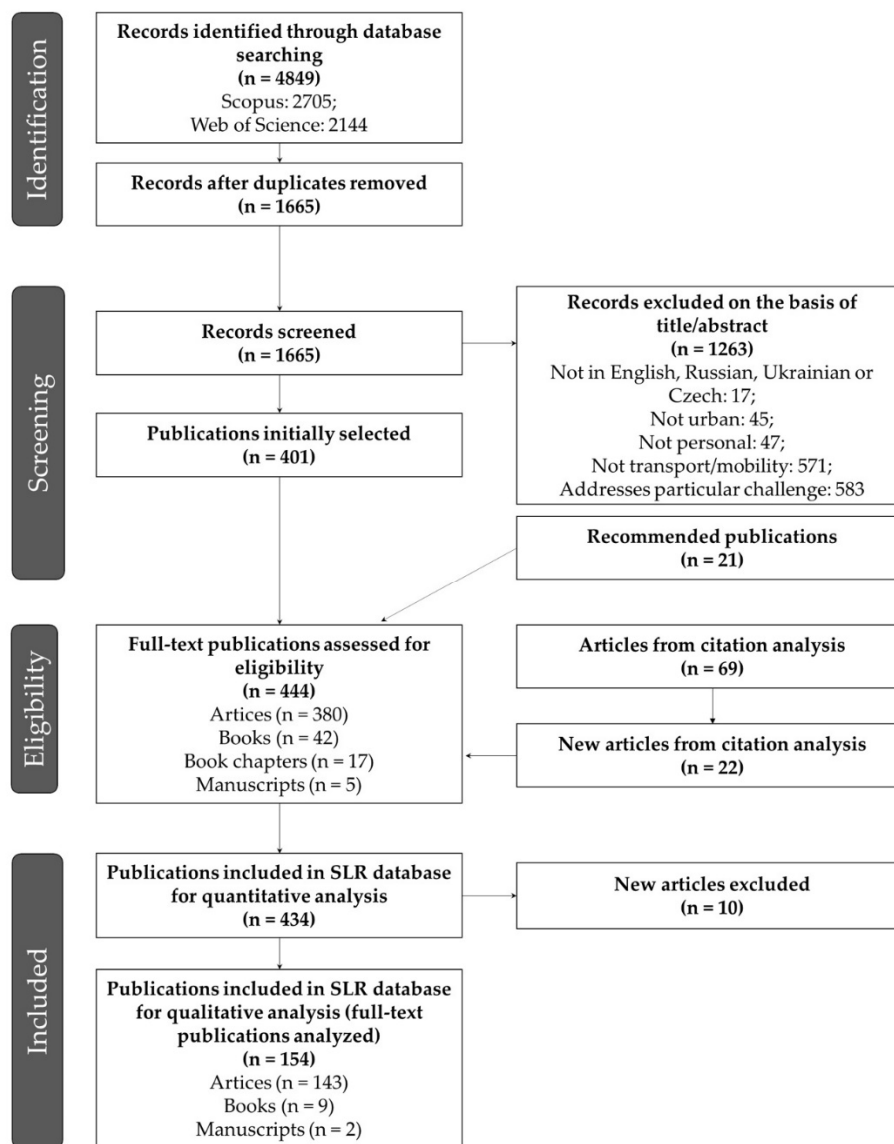 Identification
Records identified through database
searching
(n = 4849)
Scopus: 2705;
Web of Science: 2144
Records after duplicates removed
(n = 1665)
Screening
Records screened
(n = 1665)
Records excluded on the basis of
title/abstract
(n = 1263)
Not in English, Russian, Ukrainian or
Czech: 17;
Not urban: 45;
Not personal: 47;
Not transport/mobility: 571;
Addresses particular challenge: 583
Publications initially selected
(n = 401)
Recommended publications
(n = 21)
Eligibility
Full-text publications assessed for
eligibility
(n = 444)
Artices (n = 380)
Books (n = 42)
Book chapters (n = 17)
Manuscripts (n = 5)
Articles from citation analysis
(n = 69)
New articles from citation analysis
(n = 22)
Included
Publications included in SLR database
for quantitative analysis
(n = 434)
New articles excluded
(n = 10)
Publications included in SLR database
for qualitative analysis (full-text
publications analyzed)
(n = 154)
Artices (n = 143)
Books (n = 9)
Manuscripts (n = 2)